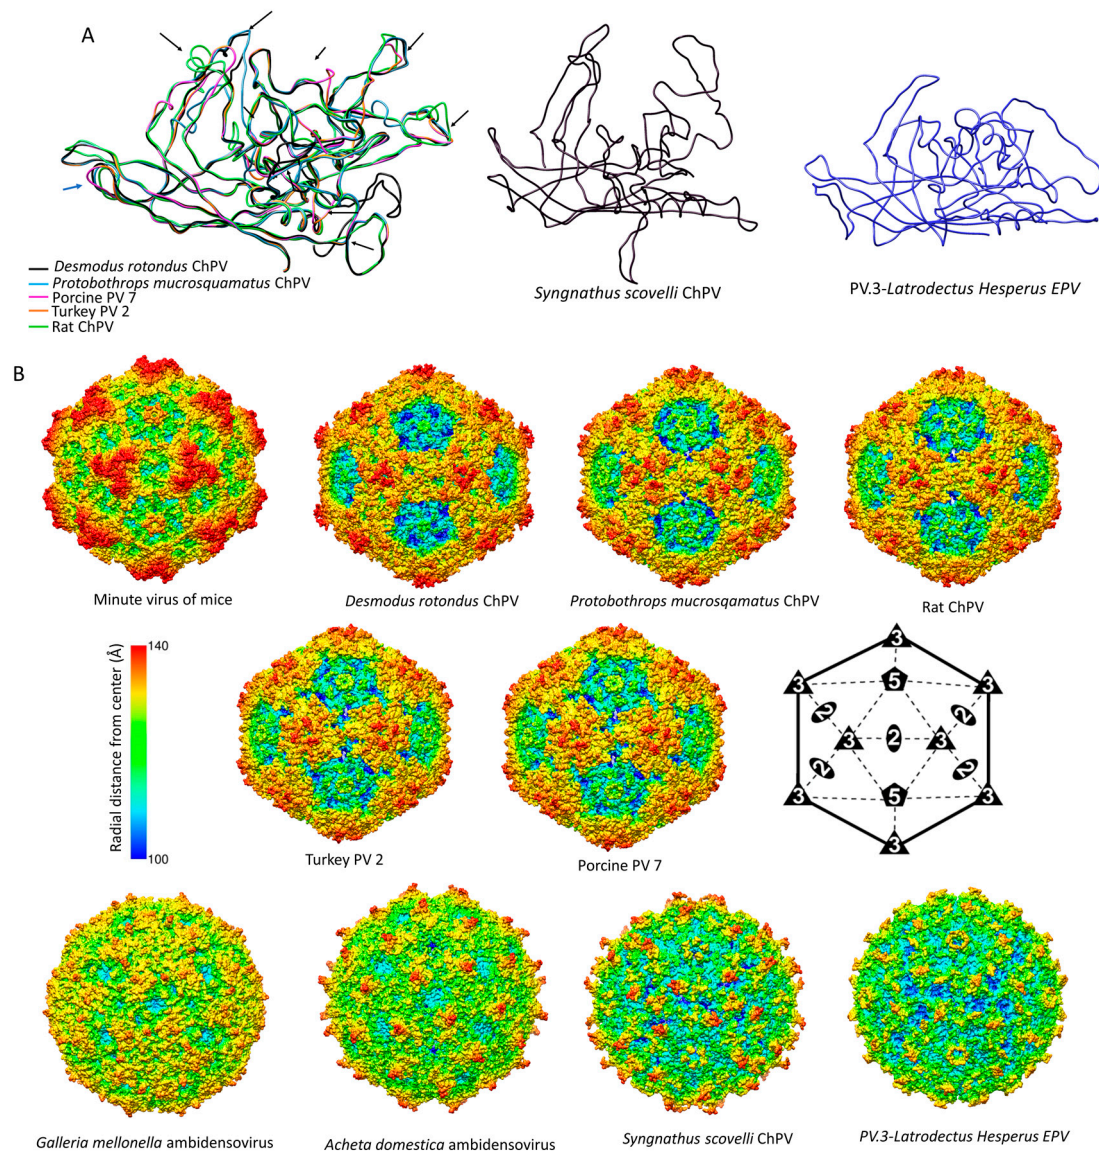 A
Desmodus rotondus ChPV
Protobothrops mucrosquamatus ChPV
Porcine PV 7
Turkey PV 2
Rat ChPV
Syngnathus scovelli ChPV
PV.3-Latrodectus Hesperus EPV
B
Minute virus of mice
Desmodus rotondus ChPV
Protobothrops mucrosqamatus ChPV
Rat ChPV
Radial distance from center (Å)
140
100
Turkey PV 2
Porcine PV 7
3
3
5
3
2
2
3
2
3
2
2
3
5
3
3
Galleria mellonella ambidensovirus
Acheta domestica ambidensovirus
Syngnathus scovelli ChPV
PV.3-Latrodectus Hesperus EPV